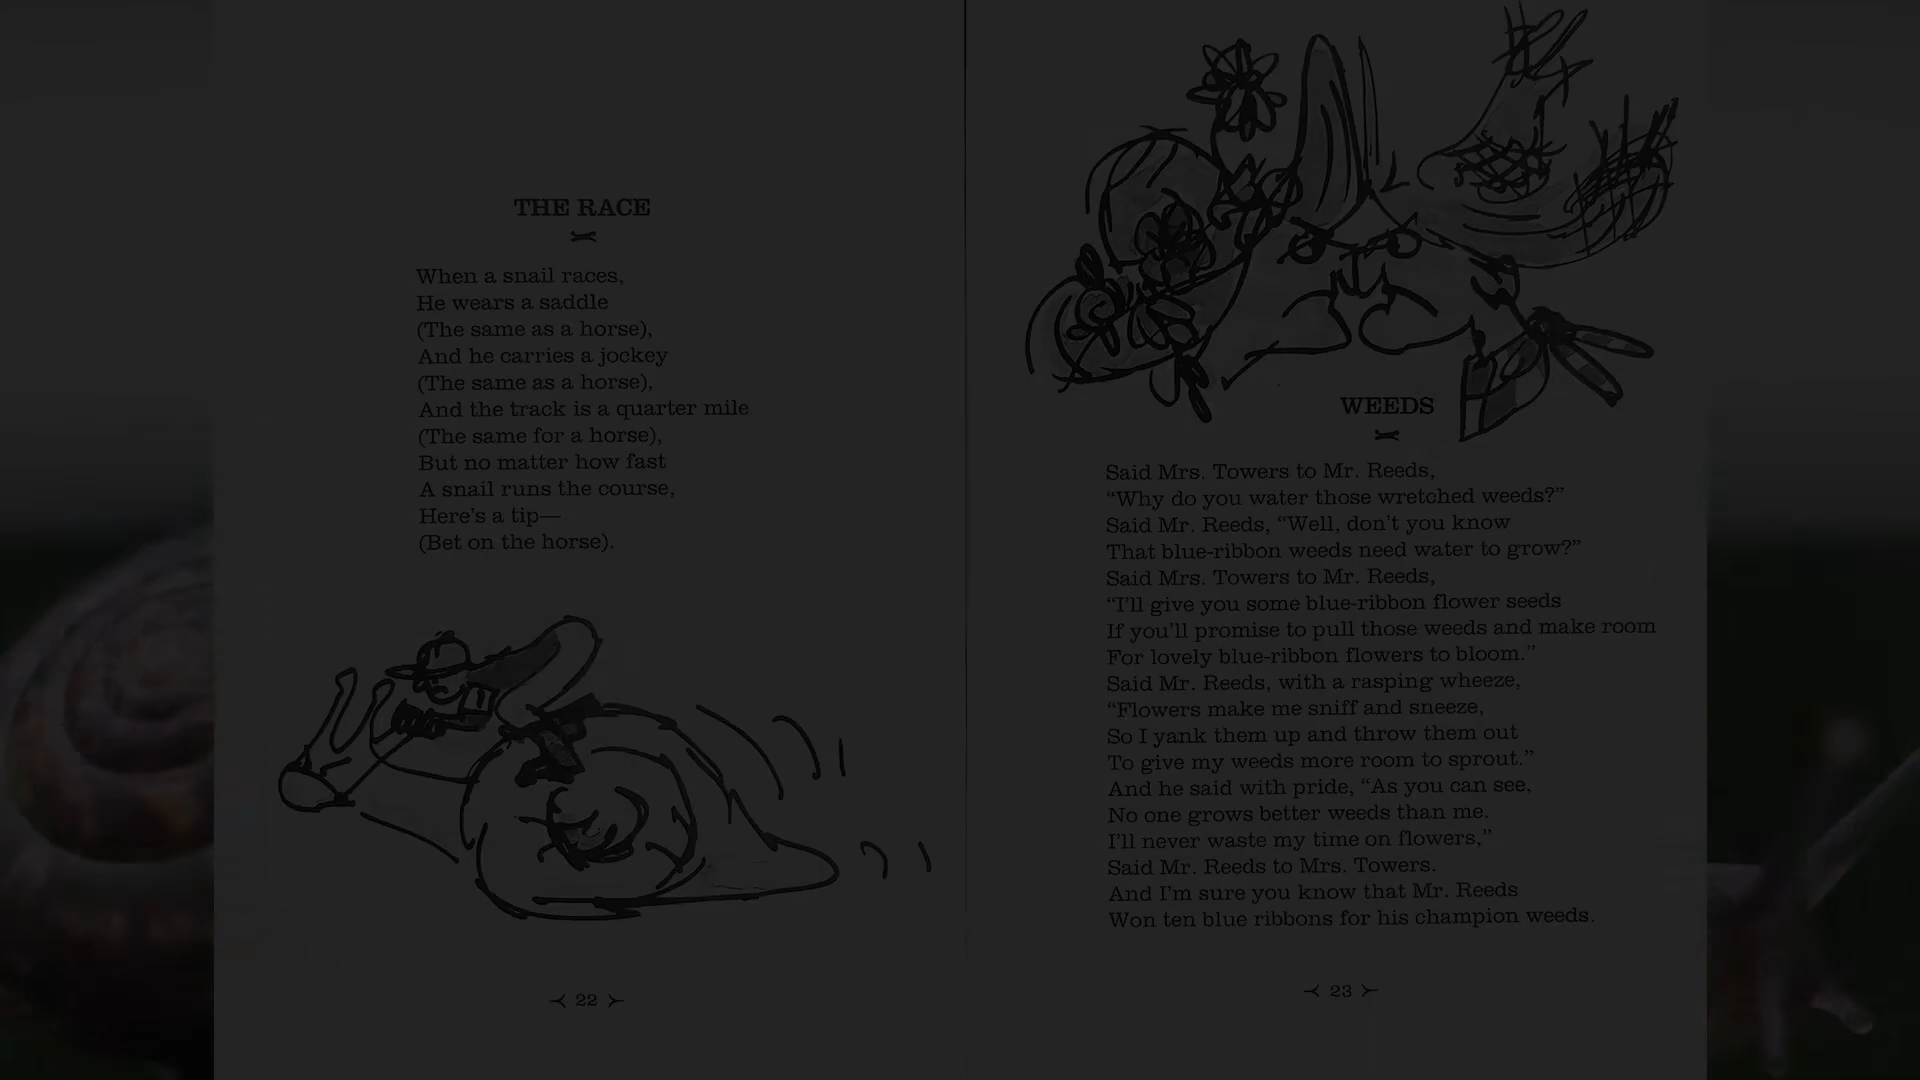 THE RACE
When a snail races,
He wears a saddle
(The same as a horse),
And he carries a jockey
(The same as a horse),
And the track is a quarter mile
(The same for a horse),
But no matter how fast
A snail runs the course,
Here's a tip—
(Bet on the horse).
22
WEEDS
Said Mrs. Towers to Mr. Reeds,
“Why do you water those wretched weeds?”
Said Mr. Reeds, “Well, don't you know
That blue-ribbon weeds need water to grow?”
Said Mrs. Towers to Mr. Reeds,
“I'll give you some blue-ribbon flower seeds
If you'll promise to pull those weeds and make room
For lovely blue-ribbon flowers to bloom.”
Said Mr. Reeds, with a rasping wheeze,
“Flowers make me sniff and sneeze,
So I yank them up and throw them out
To give my weeds more room to sprout.”
And he said with pride, “As you can see,
No one grows better weeds than me.
I'll never waste my time on flowers,”
Said Mr. Reeds to Mrs. Towers.
And I'm sure you know that Mr. Reeds
Won ten blue ribbons for his champion weeds.
23